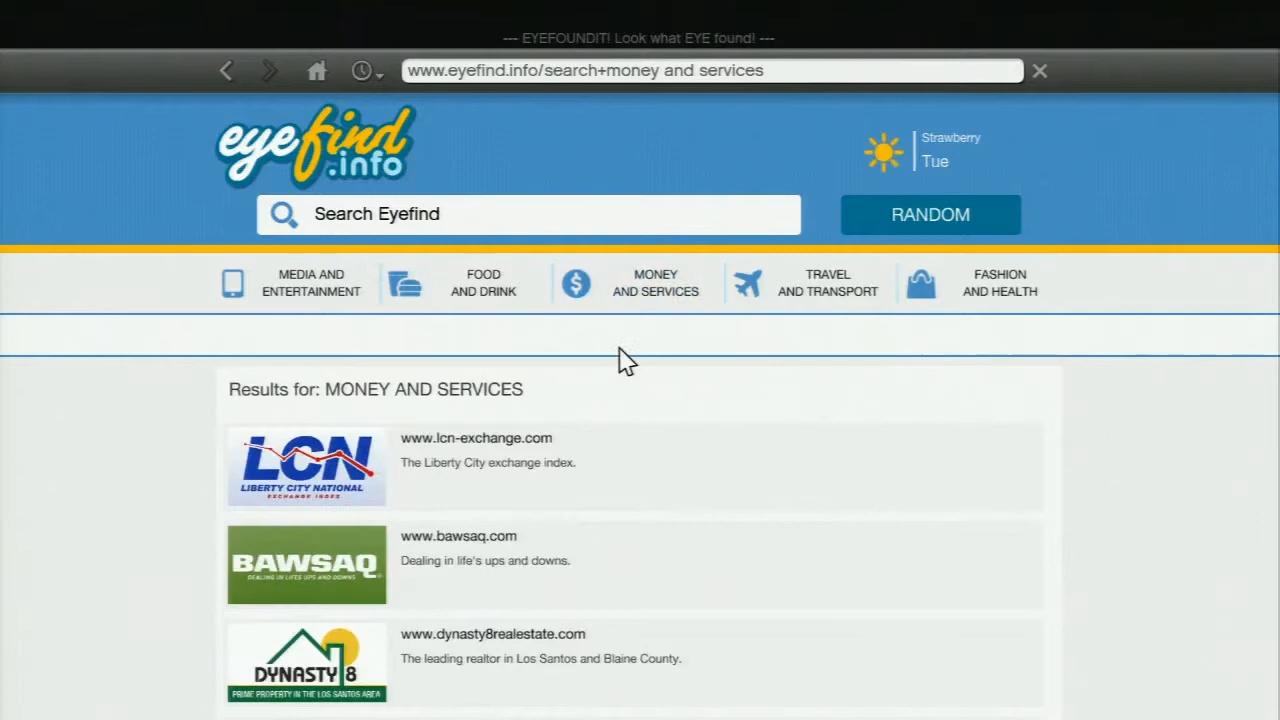 --- EYEFOUNDIT! Look what EYE found! ---
www.eyefind.info/search+money and services
eyefind
.info
Strawberry
Tue
Search Eyefind
RANDOM
MEDIA AND
ENTERTAINMENT
FOOD
AND DRINK
MONEY
AND SERVICES
TRAVEL
AND TRANSPORT
FASHION
AND HEALTH
Results for: MONEY AND SERVICES
LCN
LIBERTY CITY NATIONAL
EXCHANGE INDEX
www.lcn-exchange.com
The Liberty City exchange index.
BAWSAQ
DEALING IN LIFE'S UPS AND DOWNS
www.bawsaq.com
Dealing in life's ups and downs.
DYNASTY 8
PRIME PROPERTY IN THE LOS SANTOS AREA
www.dynasty8realestate.com
The leading realtor in Los Santos and Blaine County.